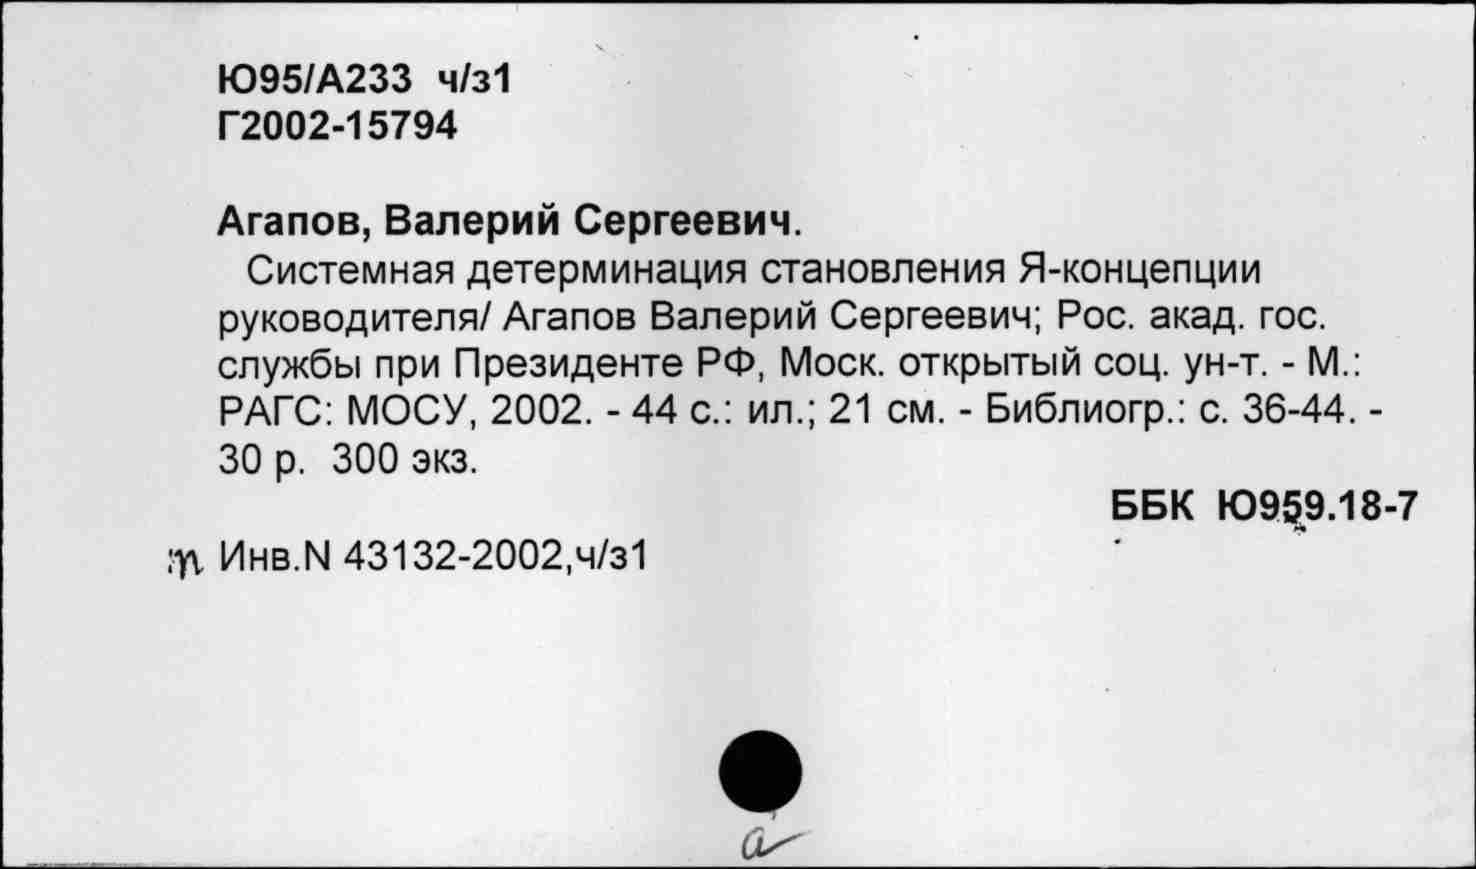 Ю95/А233 ч/з1
Г2002-15794
Агапов, Валерий Сергеевич.
Системная детерминация становления Я-концепции
руководителя/ Агапов Валерий Сергеевич; Рос. акад. гос.
службы при Президенте РФ, Моск. открытый соц. ун-т. - М.:
РАГС: МОСУ, 2002. - 44 с.: ил.; 21 см. - Библиогр.: с. 36-44. -
30 р. 300 экз.
ББК Ю959.18-7
Инв.N 43132-2002,ч/з1
а